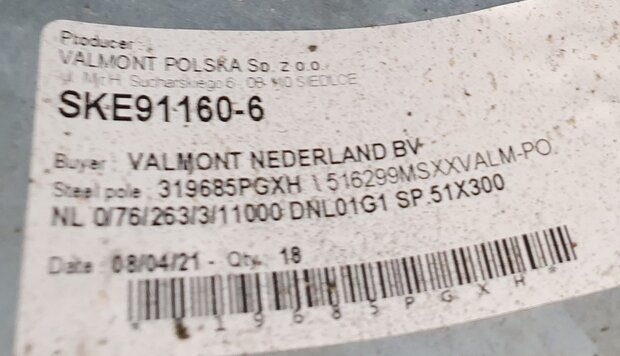 Producer
VALMONT POLSKA Sp. z o.o.
ul. Mjr.H. Sucharskiego 6, 08-110 SIEDLCE
SKE91160-6
Buyer: VALMONT NEDERLAND BV
Steel pole: 319685PGXH \ 516299MSXXVALM-PO
NL 0/76/263/3/11000 DNL01G1 SP.51X300
Date: 08/04/21 - Qty.: 18
19685PGXH*